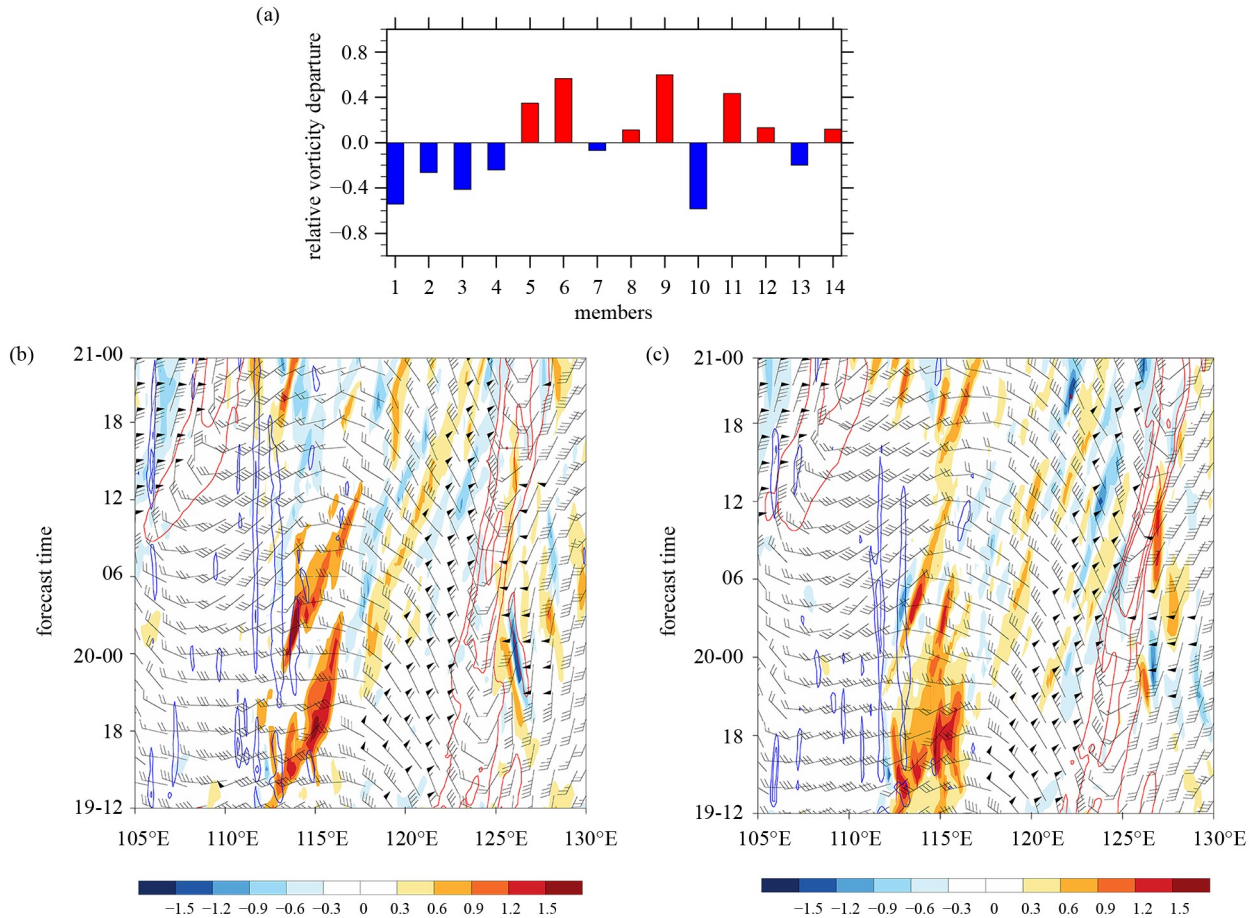 (a)
relative vorticity departure
0.8
0.4
0.0
−0.4
−0.8
1 2 3 4 5 6 7 8 9 10 11 12 13 14
members
(b)
forecast time
21-00
18
12
06
20-00
18
19-12
105°E 110°E 115°E 120°E 125°E 130°E
−1.5 −1.2 −0.9 −0.6 −0.3 0 0.3 0.6 0.9 1.2 1.5
(c)
forecast time
21-00
18
12
06
20-00
18
19-12
105°E 110°E 115°E 120°E 125°E 130°E
−1.5 −1.2 −0.9 −0.6 −0.3 0 0.3 0.6 0.9 1.2 1.5